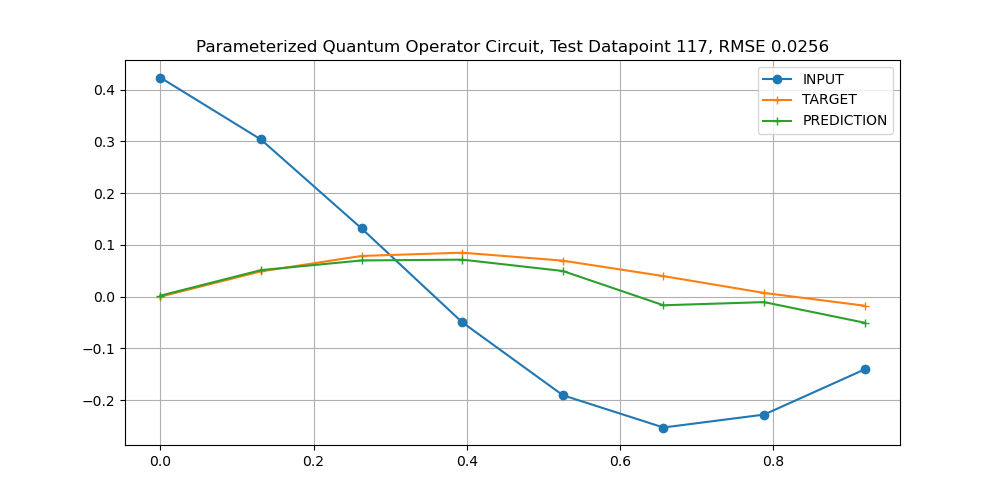 Parameterized Quantum Operator Circuit, Test Datapoint 117, RMSE 0.0256
INPUT
TARGET
PREDICTION
0.4
0.3
0.2
0.1
0.0
−0.1
−0.2
0.0 0.2 0.4 0.6 0.8